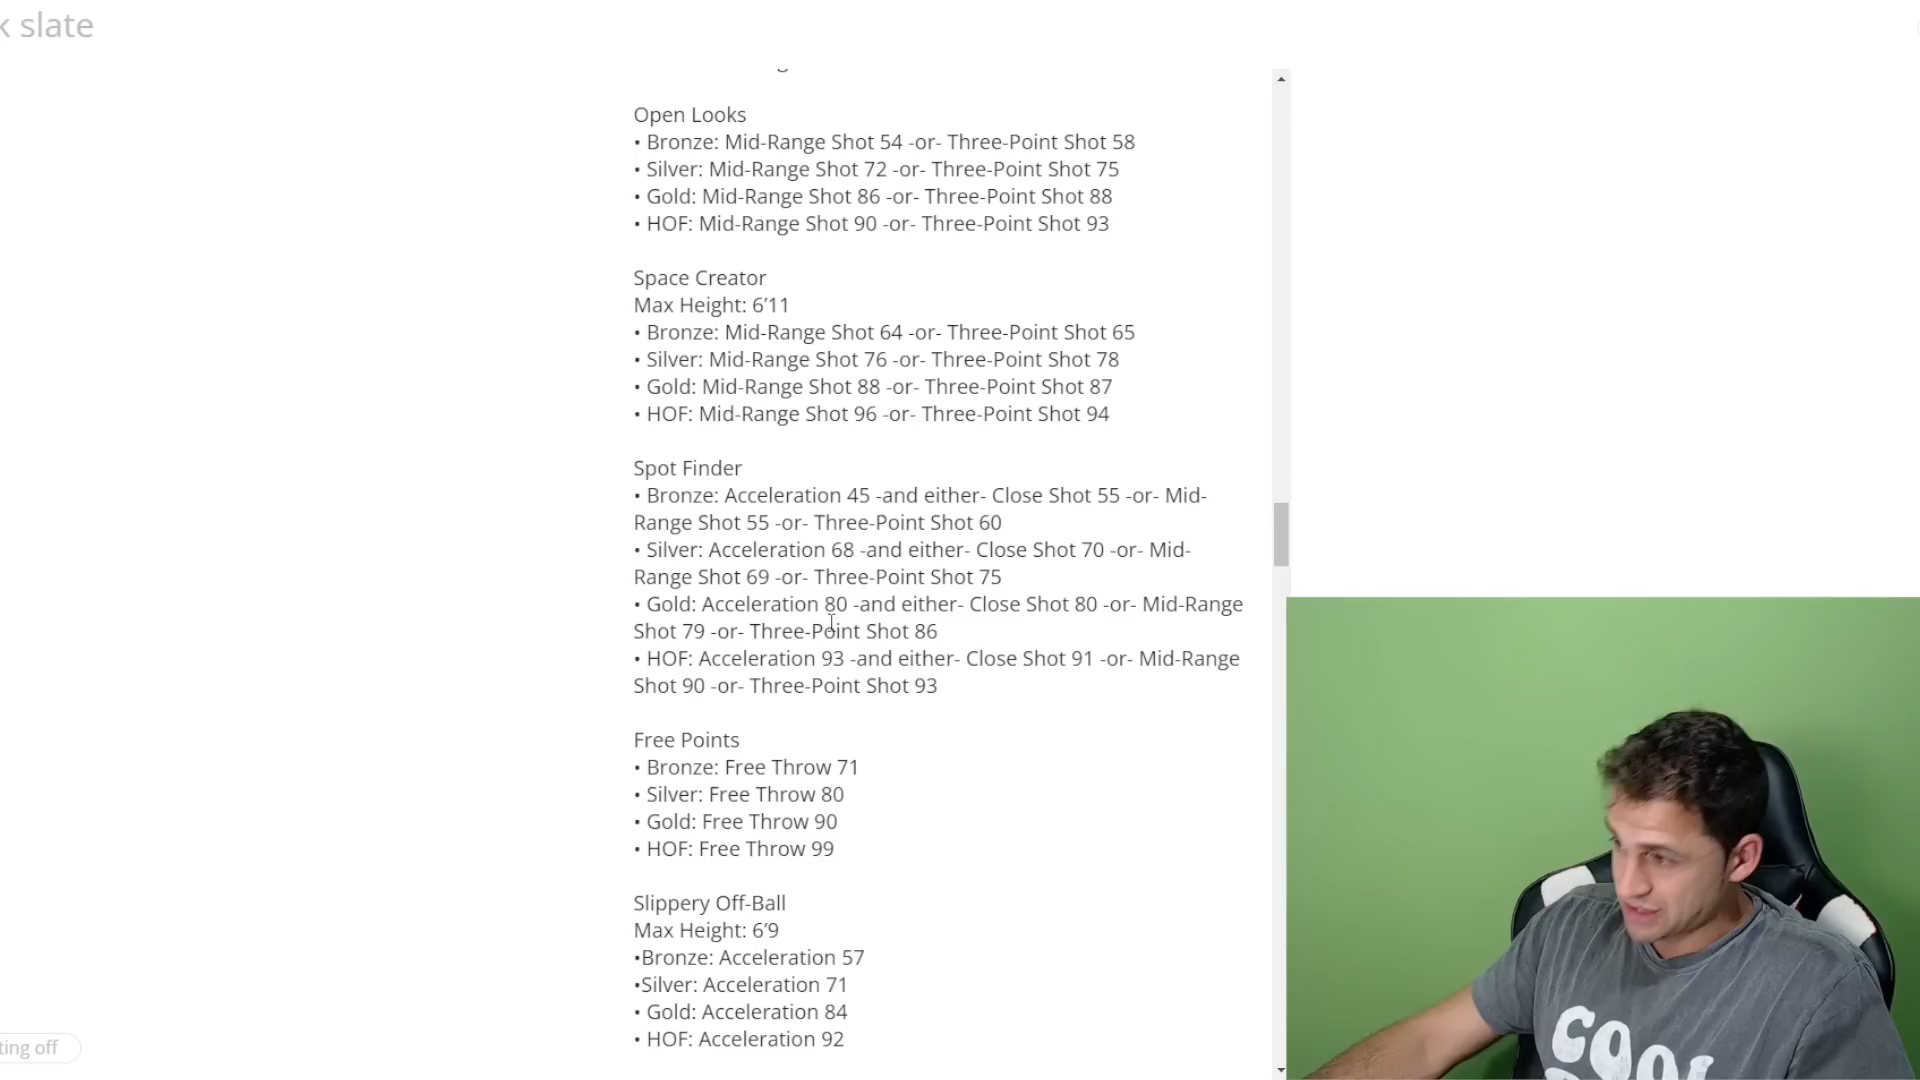 k slate
Open Looks
• Bronze: Mid-Range Shot 54 -or- Three-Point Shot 58
• Silver: Mid-Range Shot 72 -or- Three-Point Shot 75
• Gold: Mid-Range Shot 86 -or- Three-Point Shot 88
• HOF: Mid-Range Shot 90 -or- Three-Point Shot 93
Space Creator
Max Height: 6’11
• Bronze: Mid-Range Shot 64 -or- Three-Point Shot 65
• Silver: Mid-Range Shot 76 -or- Three-Point Shot 78
• Gold: Mid-Range Shot 88 -or- Three-Point Shot 87
• HOF: Mid-Range Shot 96 -or- Three-Point Shot 94
Spot Finder
• Bronze: Acceleration 45 -and either- Close Shot 55 -or- Mid-
Range Shot 55 -or- Three-Point Shot 60
• Silver: Acceleration 68 -and either- Close Shot 70 -or- Mid-
Range Shot 69 -or- Three-Point Shot 75
• Gold: Acceleration 80 -and either- Close Shot 80 -or- Mid-Range
Shot 79 -or- Three-Point Shot 86
• HOF: Acceleration 93 -and either- Close Shot 91 -or- Mid-Range
Shot 90 -or- Three-Point Shot 93
Free Points
• Bronze: Free Throw 71
• Silver: Free Throw 80
• Gold: Free Throw 90
• HOF: Free Throw 99
Slippery Off-Ball
Max Height: 6’9
•Bronze: Acceleration 57
•Silver: Acceleration 71
• Gold: Acceleration 84
• HOF: Acceleration 92
ting off
COOL